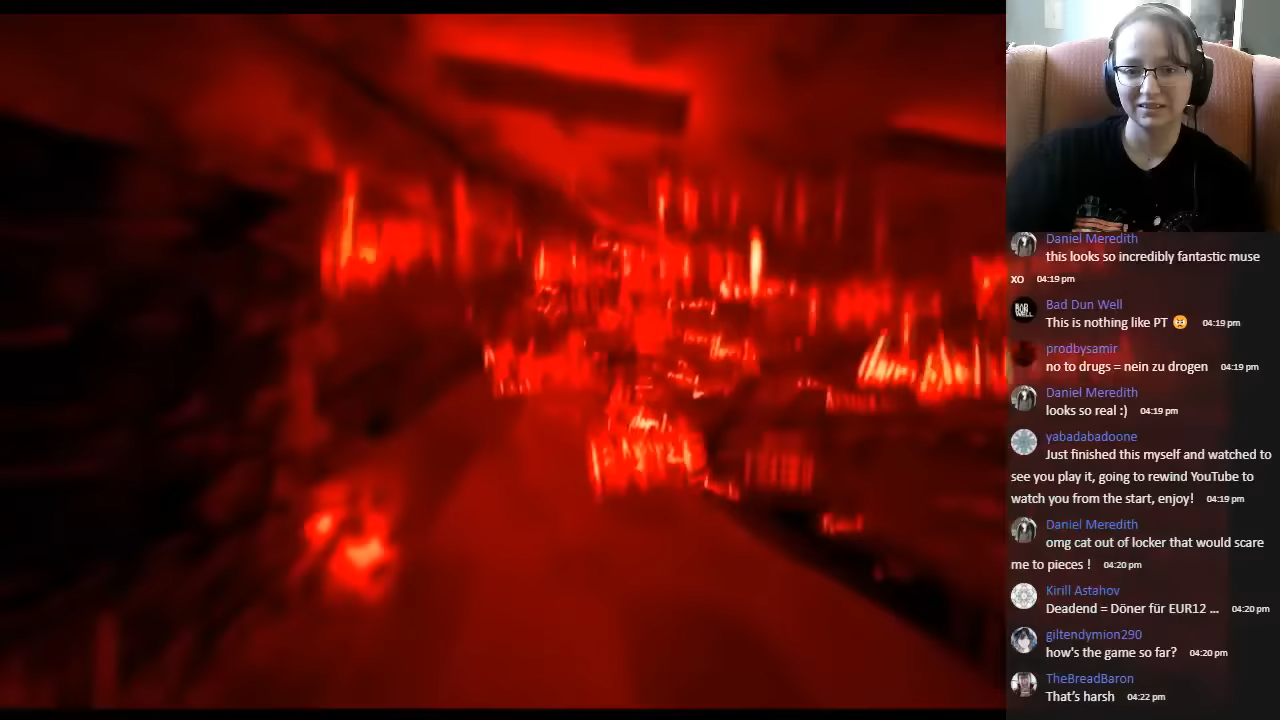 Daniel Meredith
this looks so incredibly fantastic muse
xo 04:19 pm
Bad Dun Well
This is nothing like PT 😠 04:19 pm
prodbysamir
no to drugs = nein zu drogen 04:19 pm
Daniel Meredith
looks so real :) 04:19 pm
yabadabadoone
Just finished this myself and watched to
see you play it, going to rewind YouTube to
watch you from the start, enjoy! 04:19 pm
Daniel Meredith
omg cat out of locker that would scare
me to pieces ! 04:20 pm
Kirill Astahov
Deadend = Döner für EUR12 ... 04:20 pm
giltendymion290
how's the game so far? 04:20 pm
TheBreadBaron
That's harsh 04:22 pm